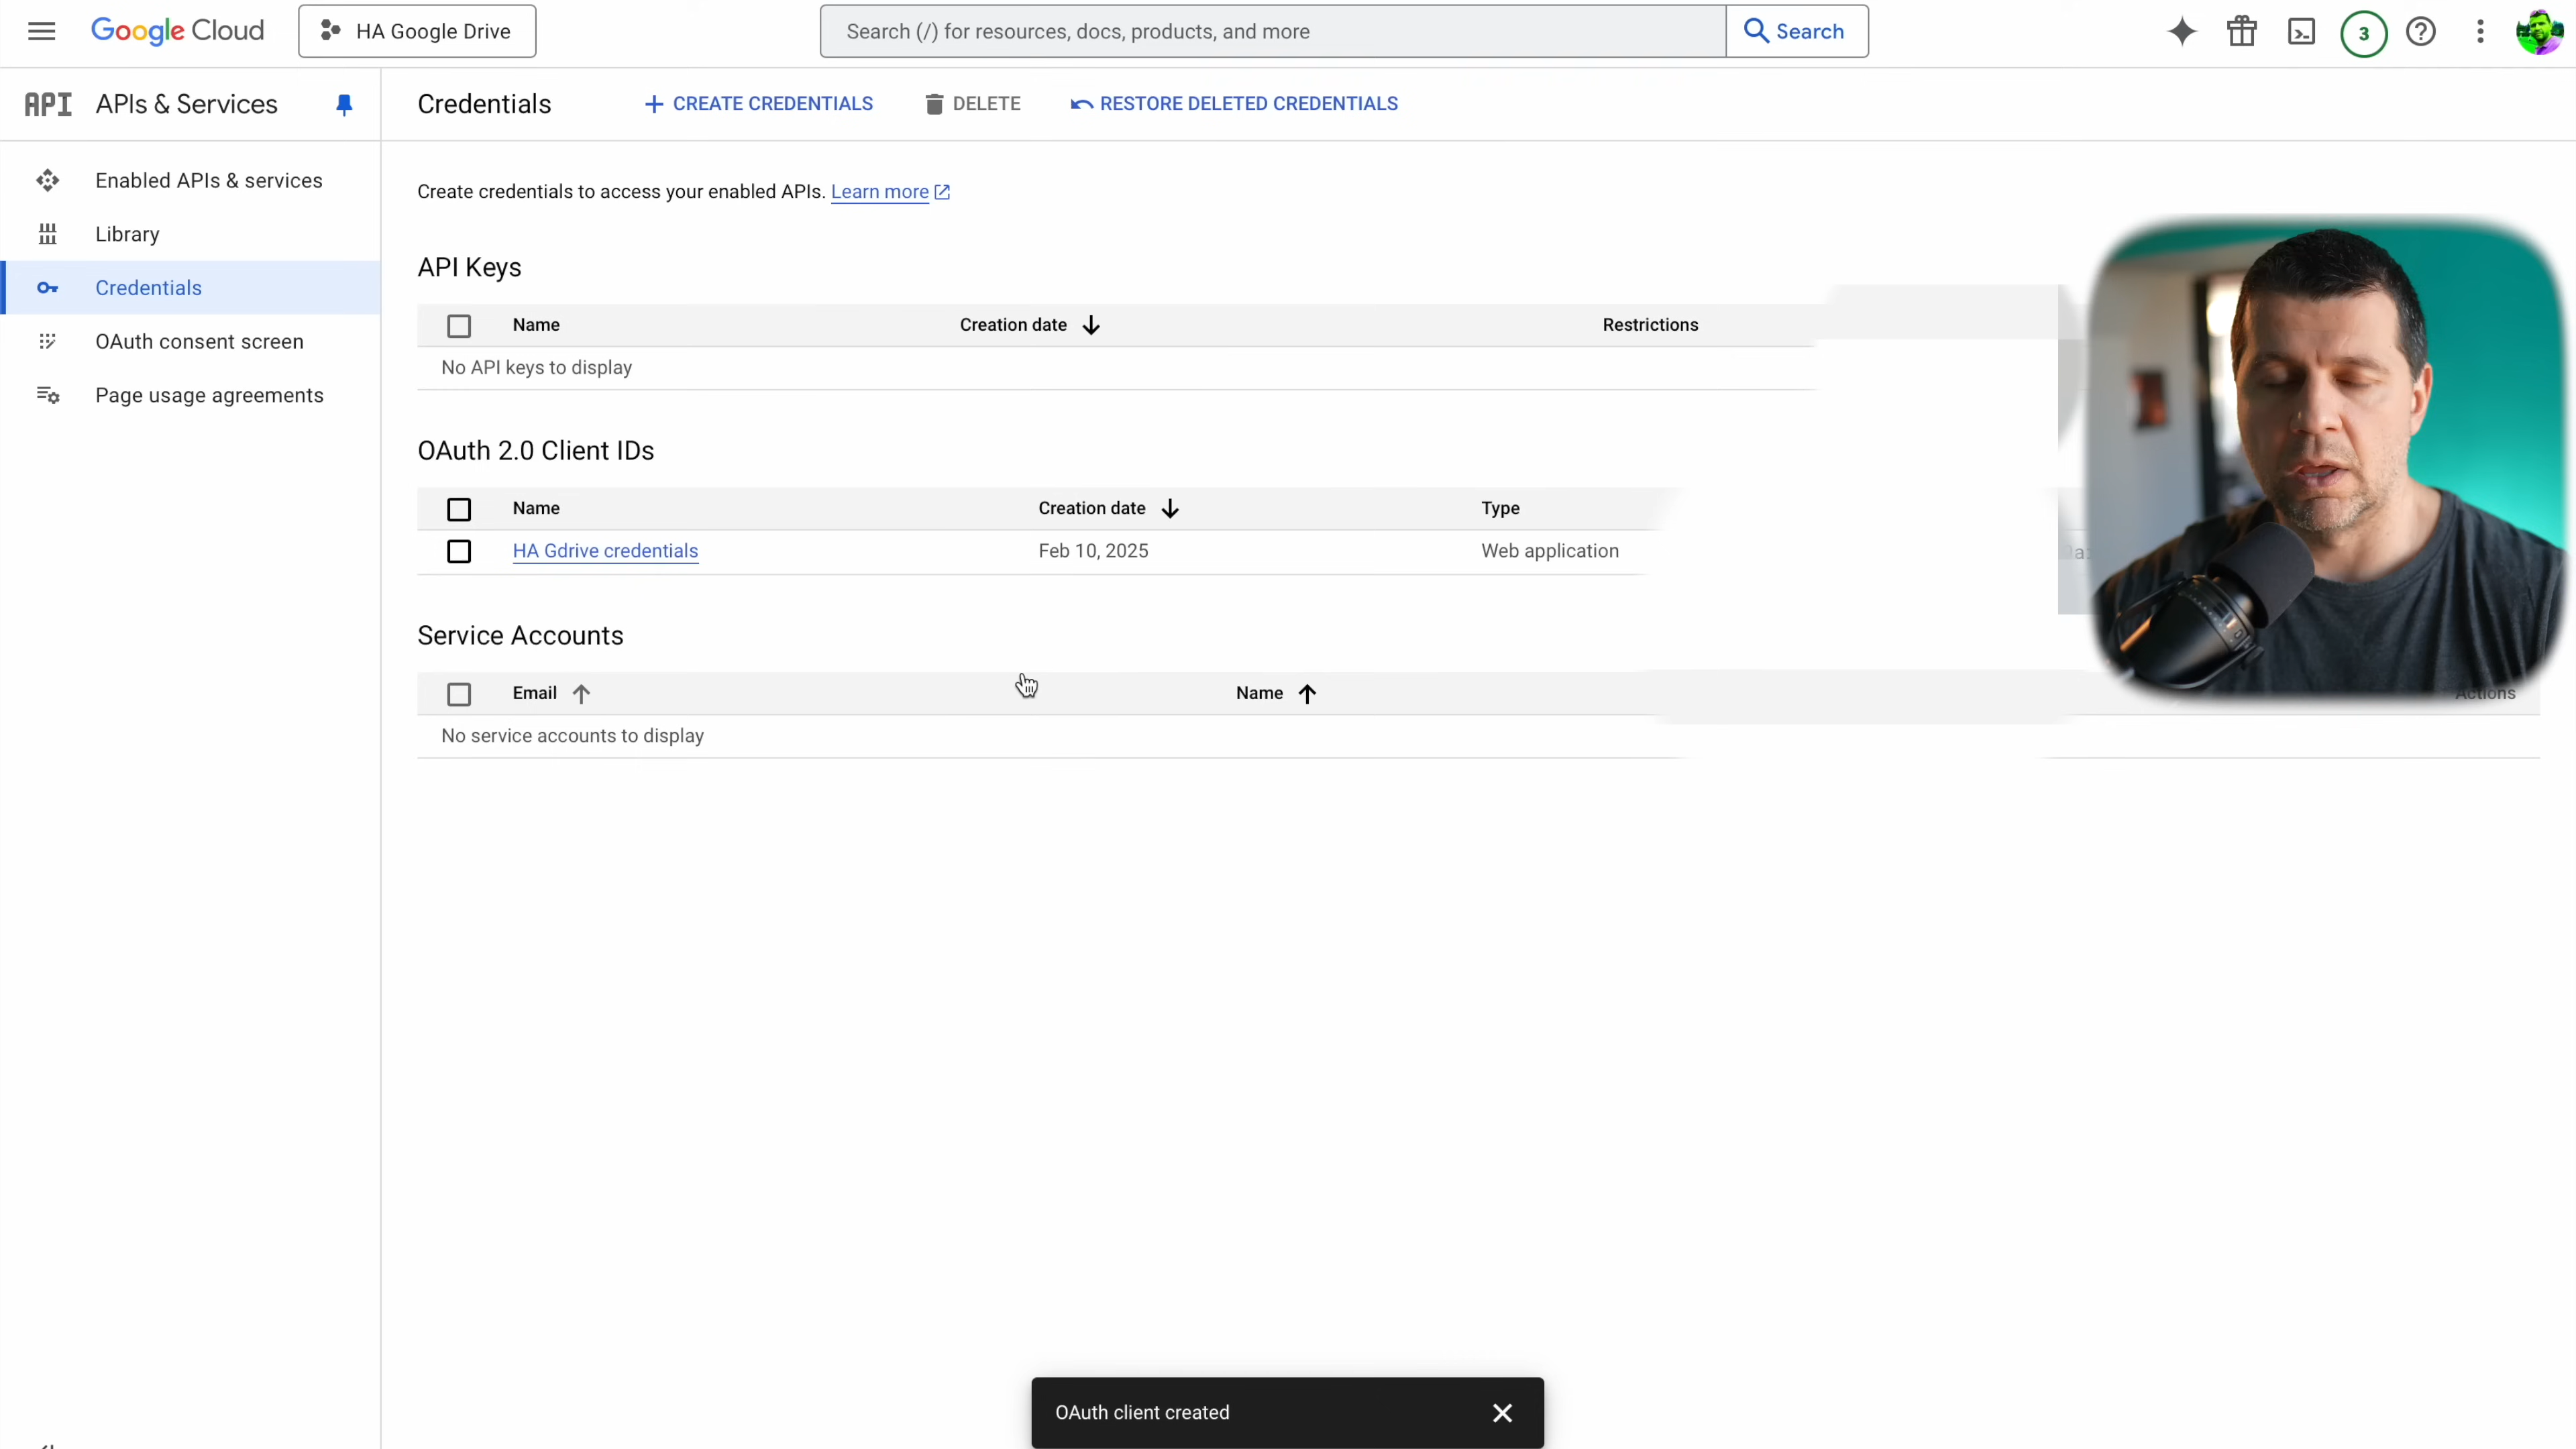 Google Cloud
HA Google Drive
Search (/) for resources, docs, products, and more
Search
3
API APIs & Services
Credentials
CREATE CREDENTIALS
DELETE
RESTORE DELETED CREDENTIALS
Enabled APIs & services
Library
Credentials
OAuth consent screen
Page usage agreements
Create credentials to access your enabled APIs. Learn more
API Keys
Name Creation date Restrictions
No API keys to display
OAuth 2.0 Client IDs
Name Creation date Type
HA Gdrive credentials Feb 10, 2025 Web application
Service Accounts
Email Name Actions
No service accounts to display
OAuth client created